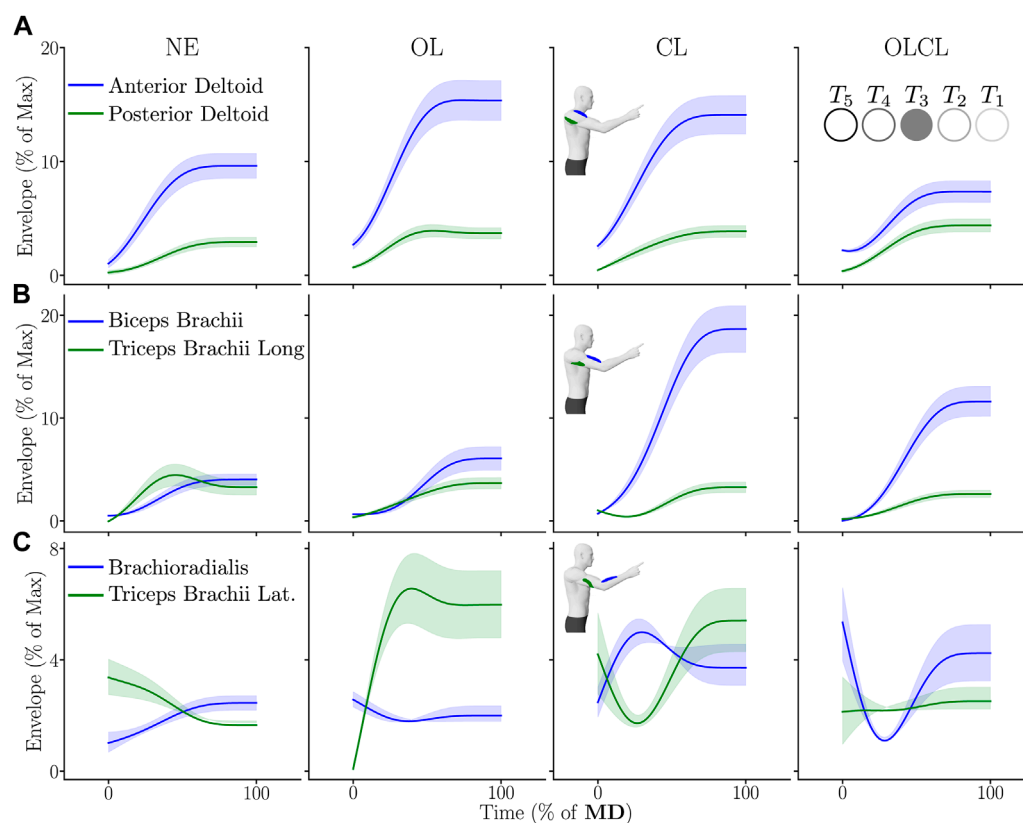 A
NE
OL
CL
OLCL
20
10
0
Envelope (% of Max)
Anterior Deltoid
Posterior Deltoid
T5 T4 T3 T2 T1
B
20
10
0
Envelope (% of Max)
Biceps Brachii
Triceps Brachii Long
C
8
4
0
Envelope (% of Max)
Brachioradialis
Triceps Brachii Lat.
0 100 0 100 0 100 0 100
Time (% of MD)